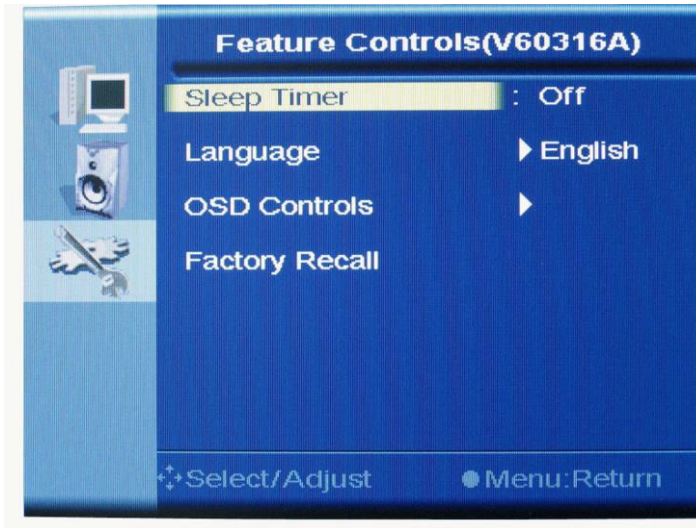 Feature Controls(V60316A)
Sleep Timer : Off
Language English
OSD Controls
Factory Recall
Select/Adjust Menu:Return